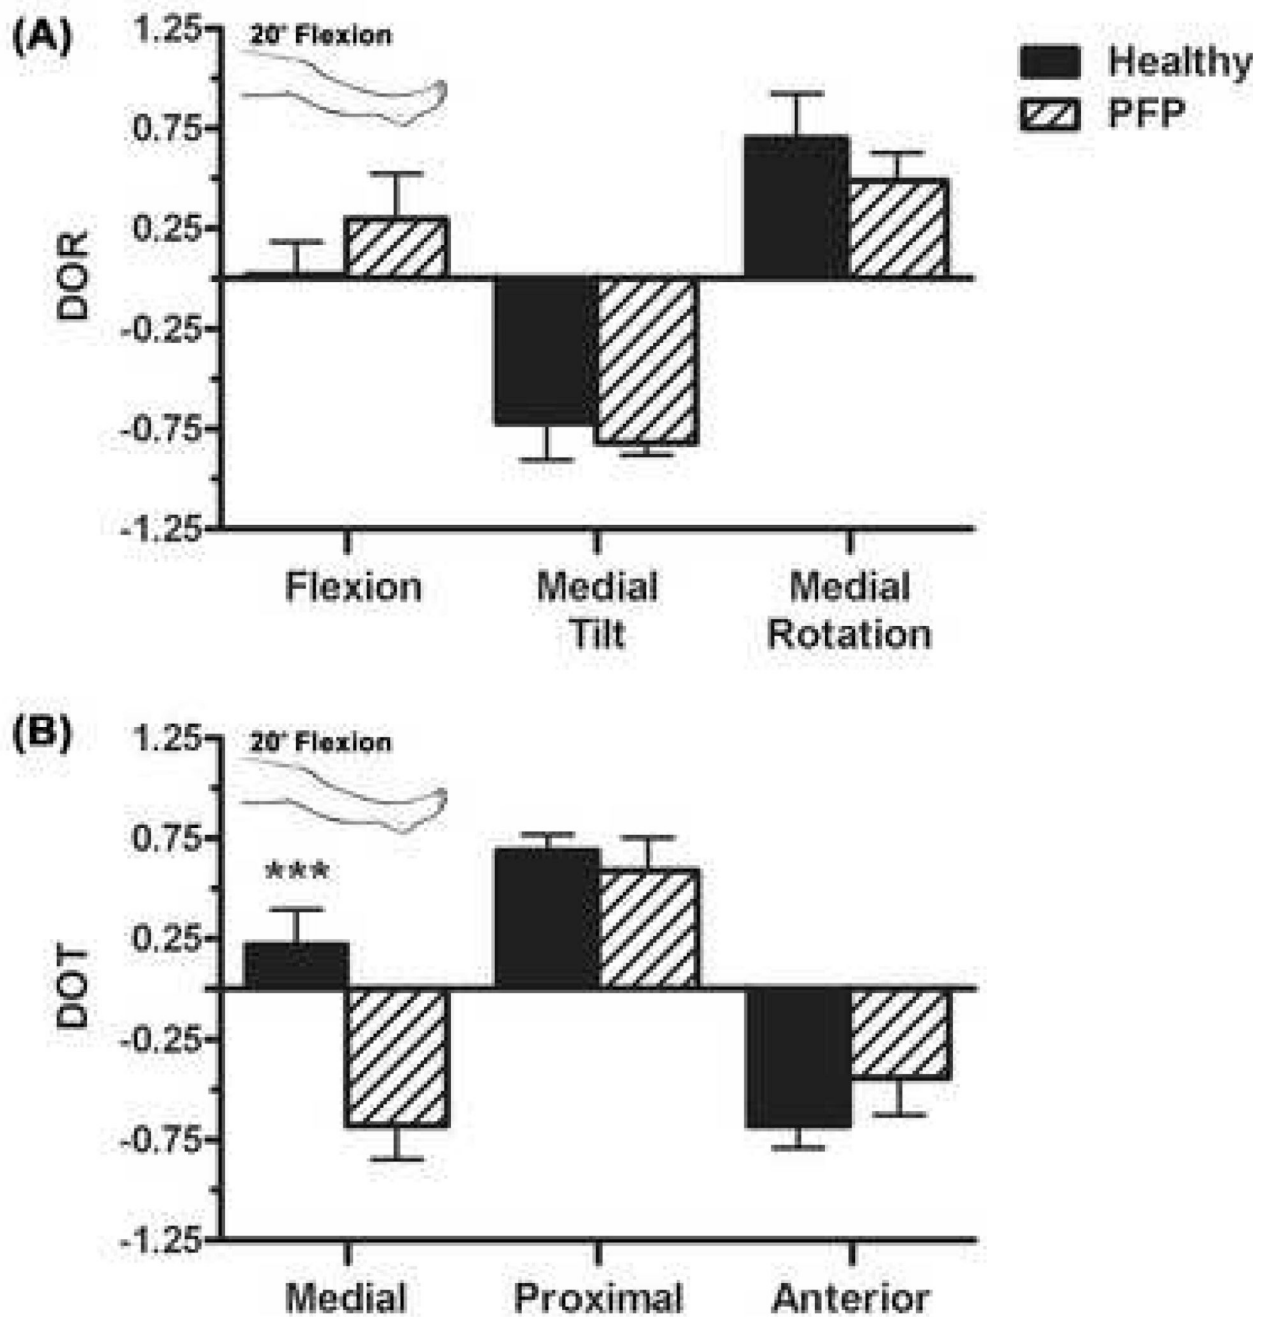 (A)
1.25
20° Flexion
Healthy
PFP
0.75
0.25
DOR
-0.25
-0.75
-1.25
Flexion
Medial
Tilt
Medial
Rotation
(B)
1.25
20° Flexion
0.75
***
0.25
DOT
-0.25
-0.75
-1.25
Medial
Proximal
Anterior